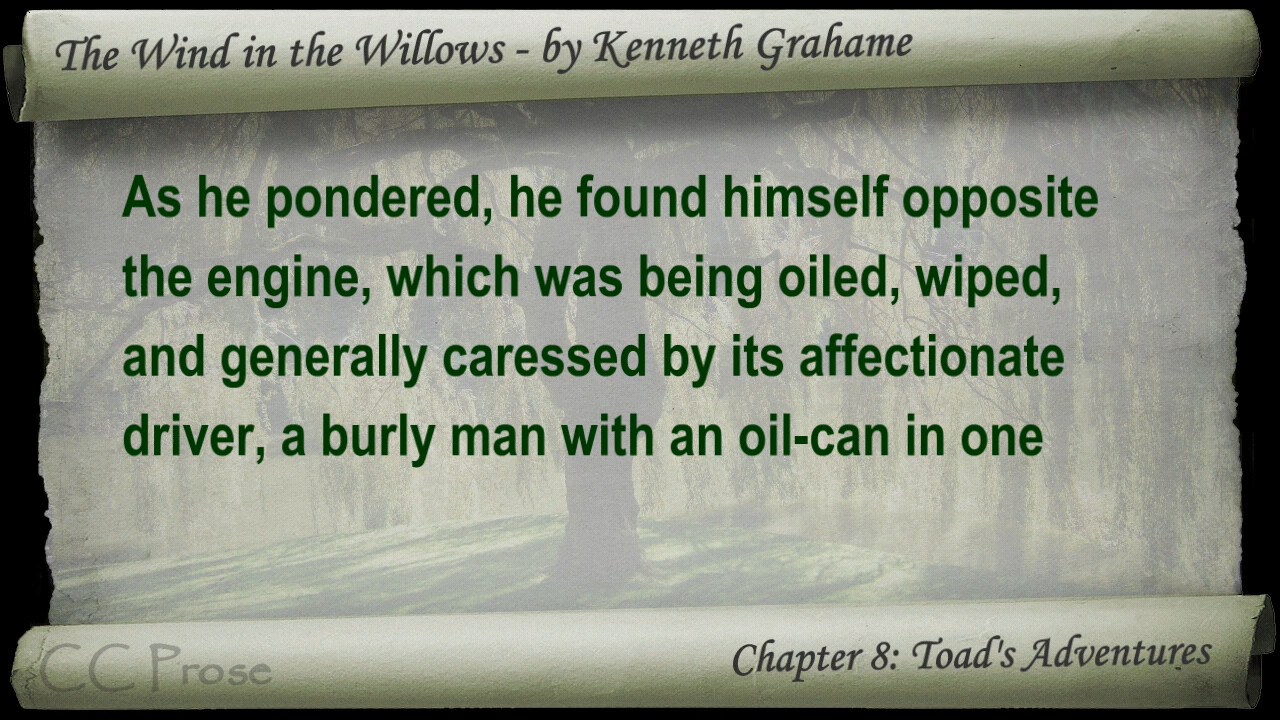 The Wind in the Willows - by Kenneth Grahame
As he pondered, he found himself opposite
the engine, which was being oiled, wiped,
and generally caressed by its affectionate
driver, a burly man with an oil-can in one
CC Prose
Chapter 8: Toad's Adventures